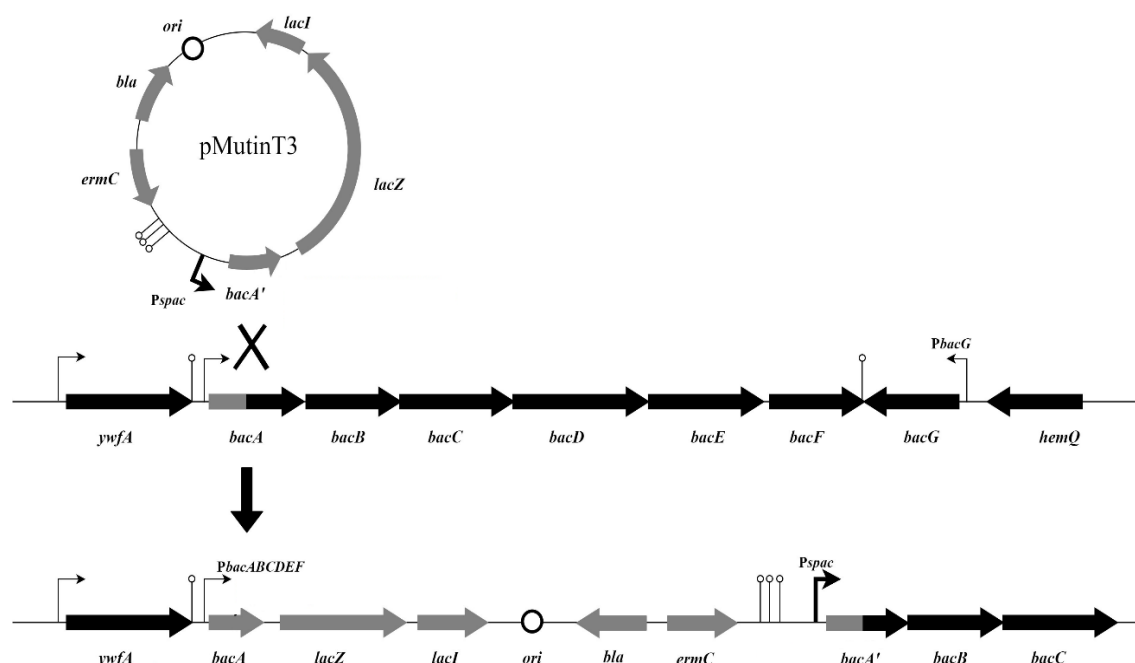 ori
lacI
bla
pMutinT3
ermC
lacZ
Pspac
bacA'
PbacG
ywfA bacA bacB bacC bacD bacE bacF bacG hemQ
PbacABCDEF
Pspac
ywfA bacA lacZ lacI ori bla ermC bacA' bacB bacC